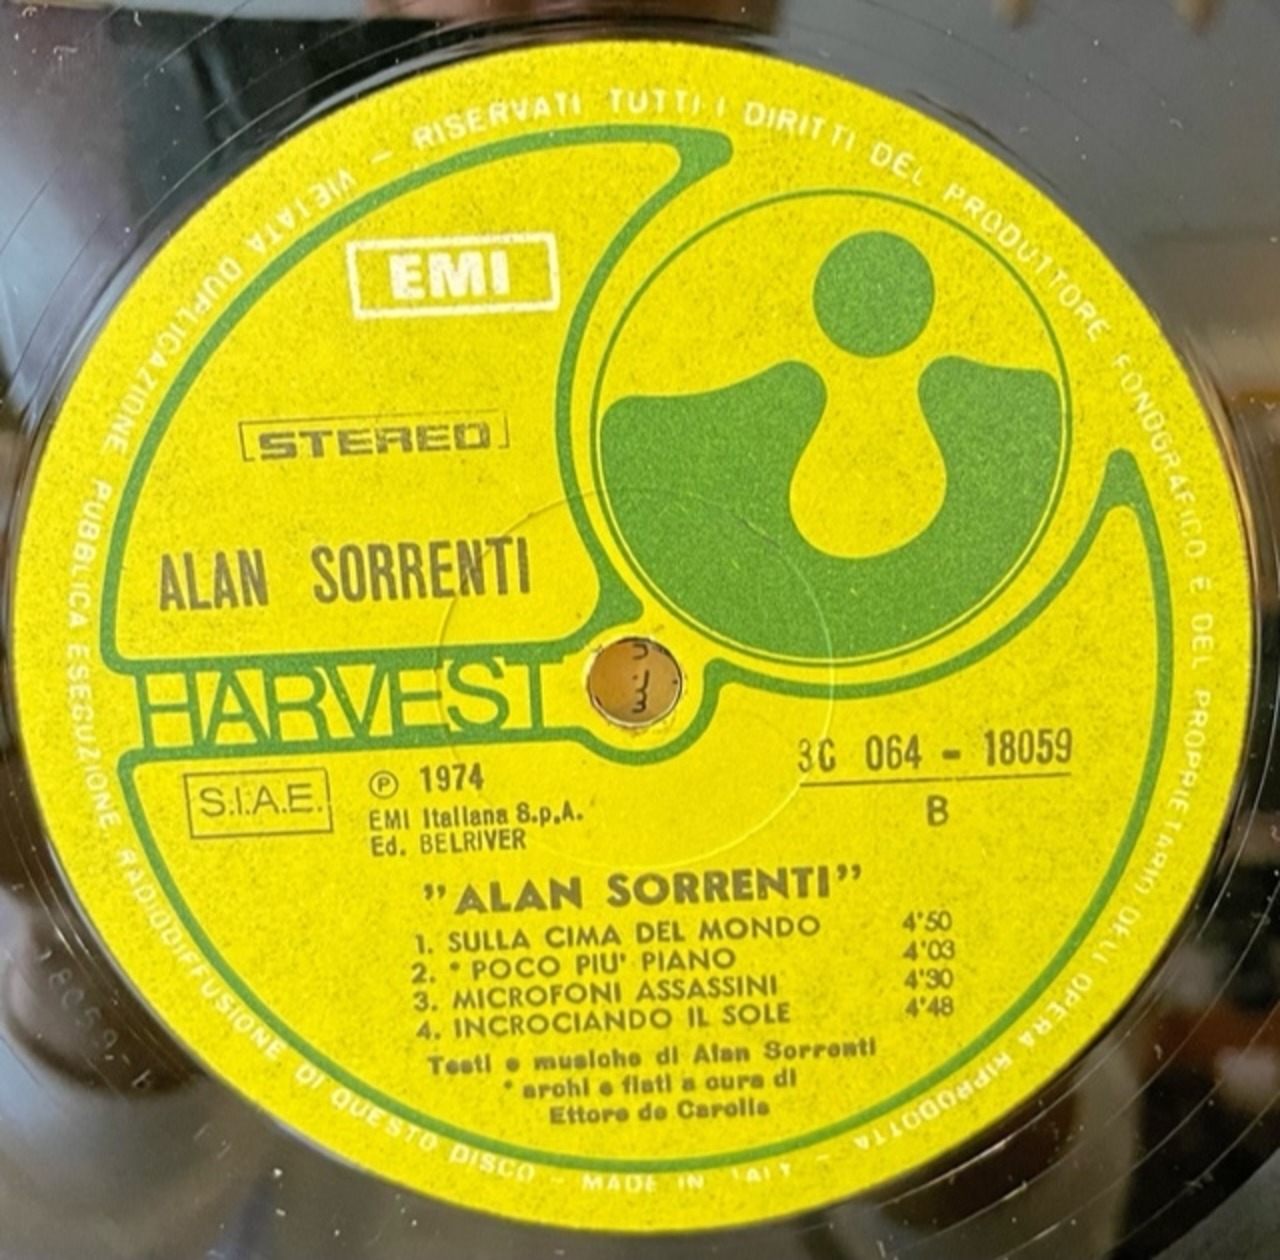 RISERVATI TUTTI I DIRITTI DEL PRODUTTORE FONOGRAFICO E DEL PROPRIETARIO DELL'OPERA RIPRODOTTA - MADE IN ITALY - VIETATA DUPLICAZIONE PUBBLICA ESEGUZIONE RADIODIFFUSIONE DI QUESTO DISCO -
EMI
STEREO
ALAN SORRENTI
HARVEST
3C 064 - 18059
B
S.I.A.E.
Ⓟ 1974
EMI Italiana S.p.A.
Ed. BELRIVER
"ALAN SORRENTI"
1. SULLA CIMA DEL MONDO 4'50
2. * POCO PIU' PIANO 4'03
3. MICROFONI ASSASSINI 4'30
4. INCROCIANDO IL SOLE 4'48
Testi e musiche di Alan Sorrenti
* archi e fiati a cura di
Ettore de Carolis